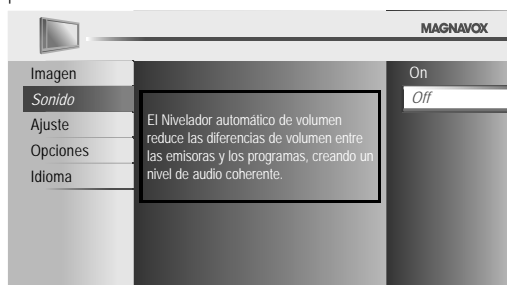 MAGNAVOX
Imagen
Sonido
Ajuste
Opciones
Idioma
El Nivelador automático de volumen
reduce las diferencias de volumen entre
las emisoras y los programas, creando un
nivel de audio coherente.
On
Off